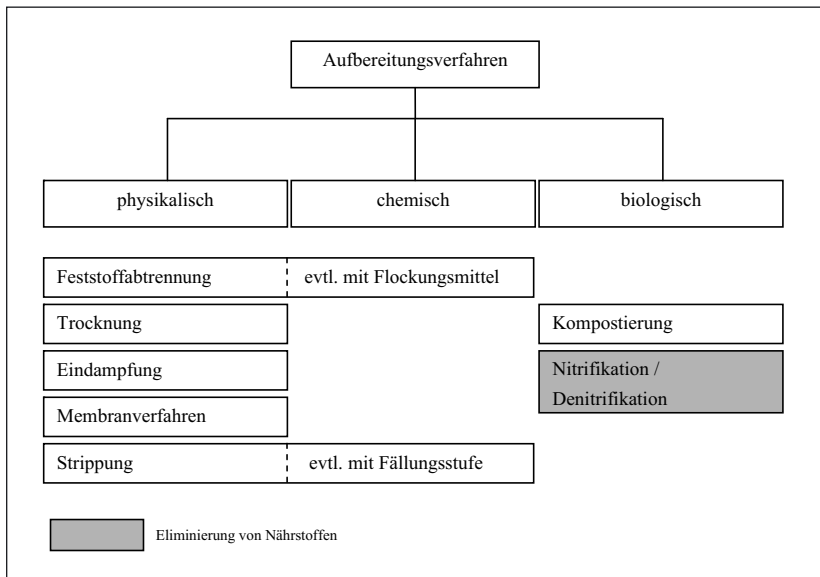 Aufbereitungsverfahren
physikalisch chemisch biologisch
Feststoffabtrennung evtl. mit Flockungsmittel
Trocknung Kompostierung
Eindampfung Nitrifikation /
Denitrifikation
Membranverfahren
Strippung evtl. mit Fällungsstufe
Eliminierung von Nährstoffen